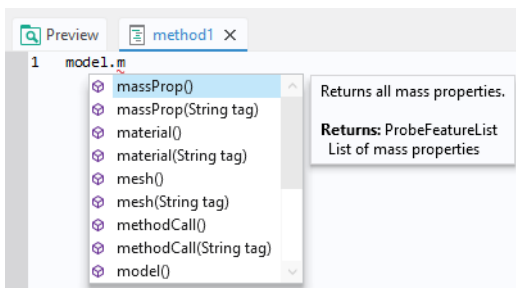 Preview method1
1 model.m
massProp()
massProp(String tag)
material()
material(String tag)
mesh()
mesh(String tag)
methodCall()
methodCall(String tag)
model()
Returns all mass properties.
Returns: ProbeFeatureList
List of mass properties